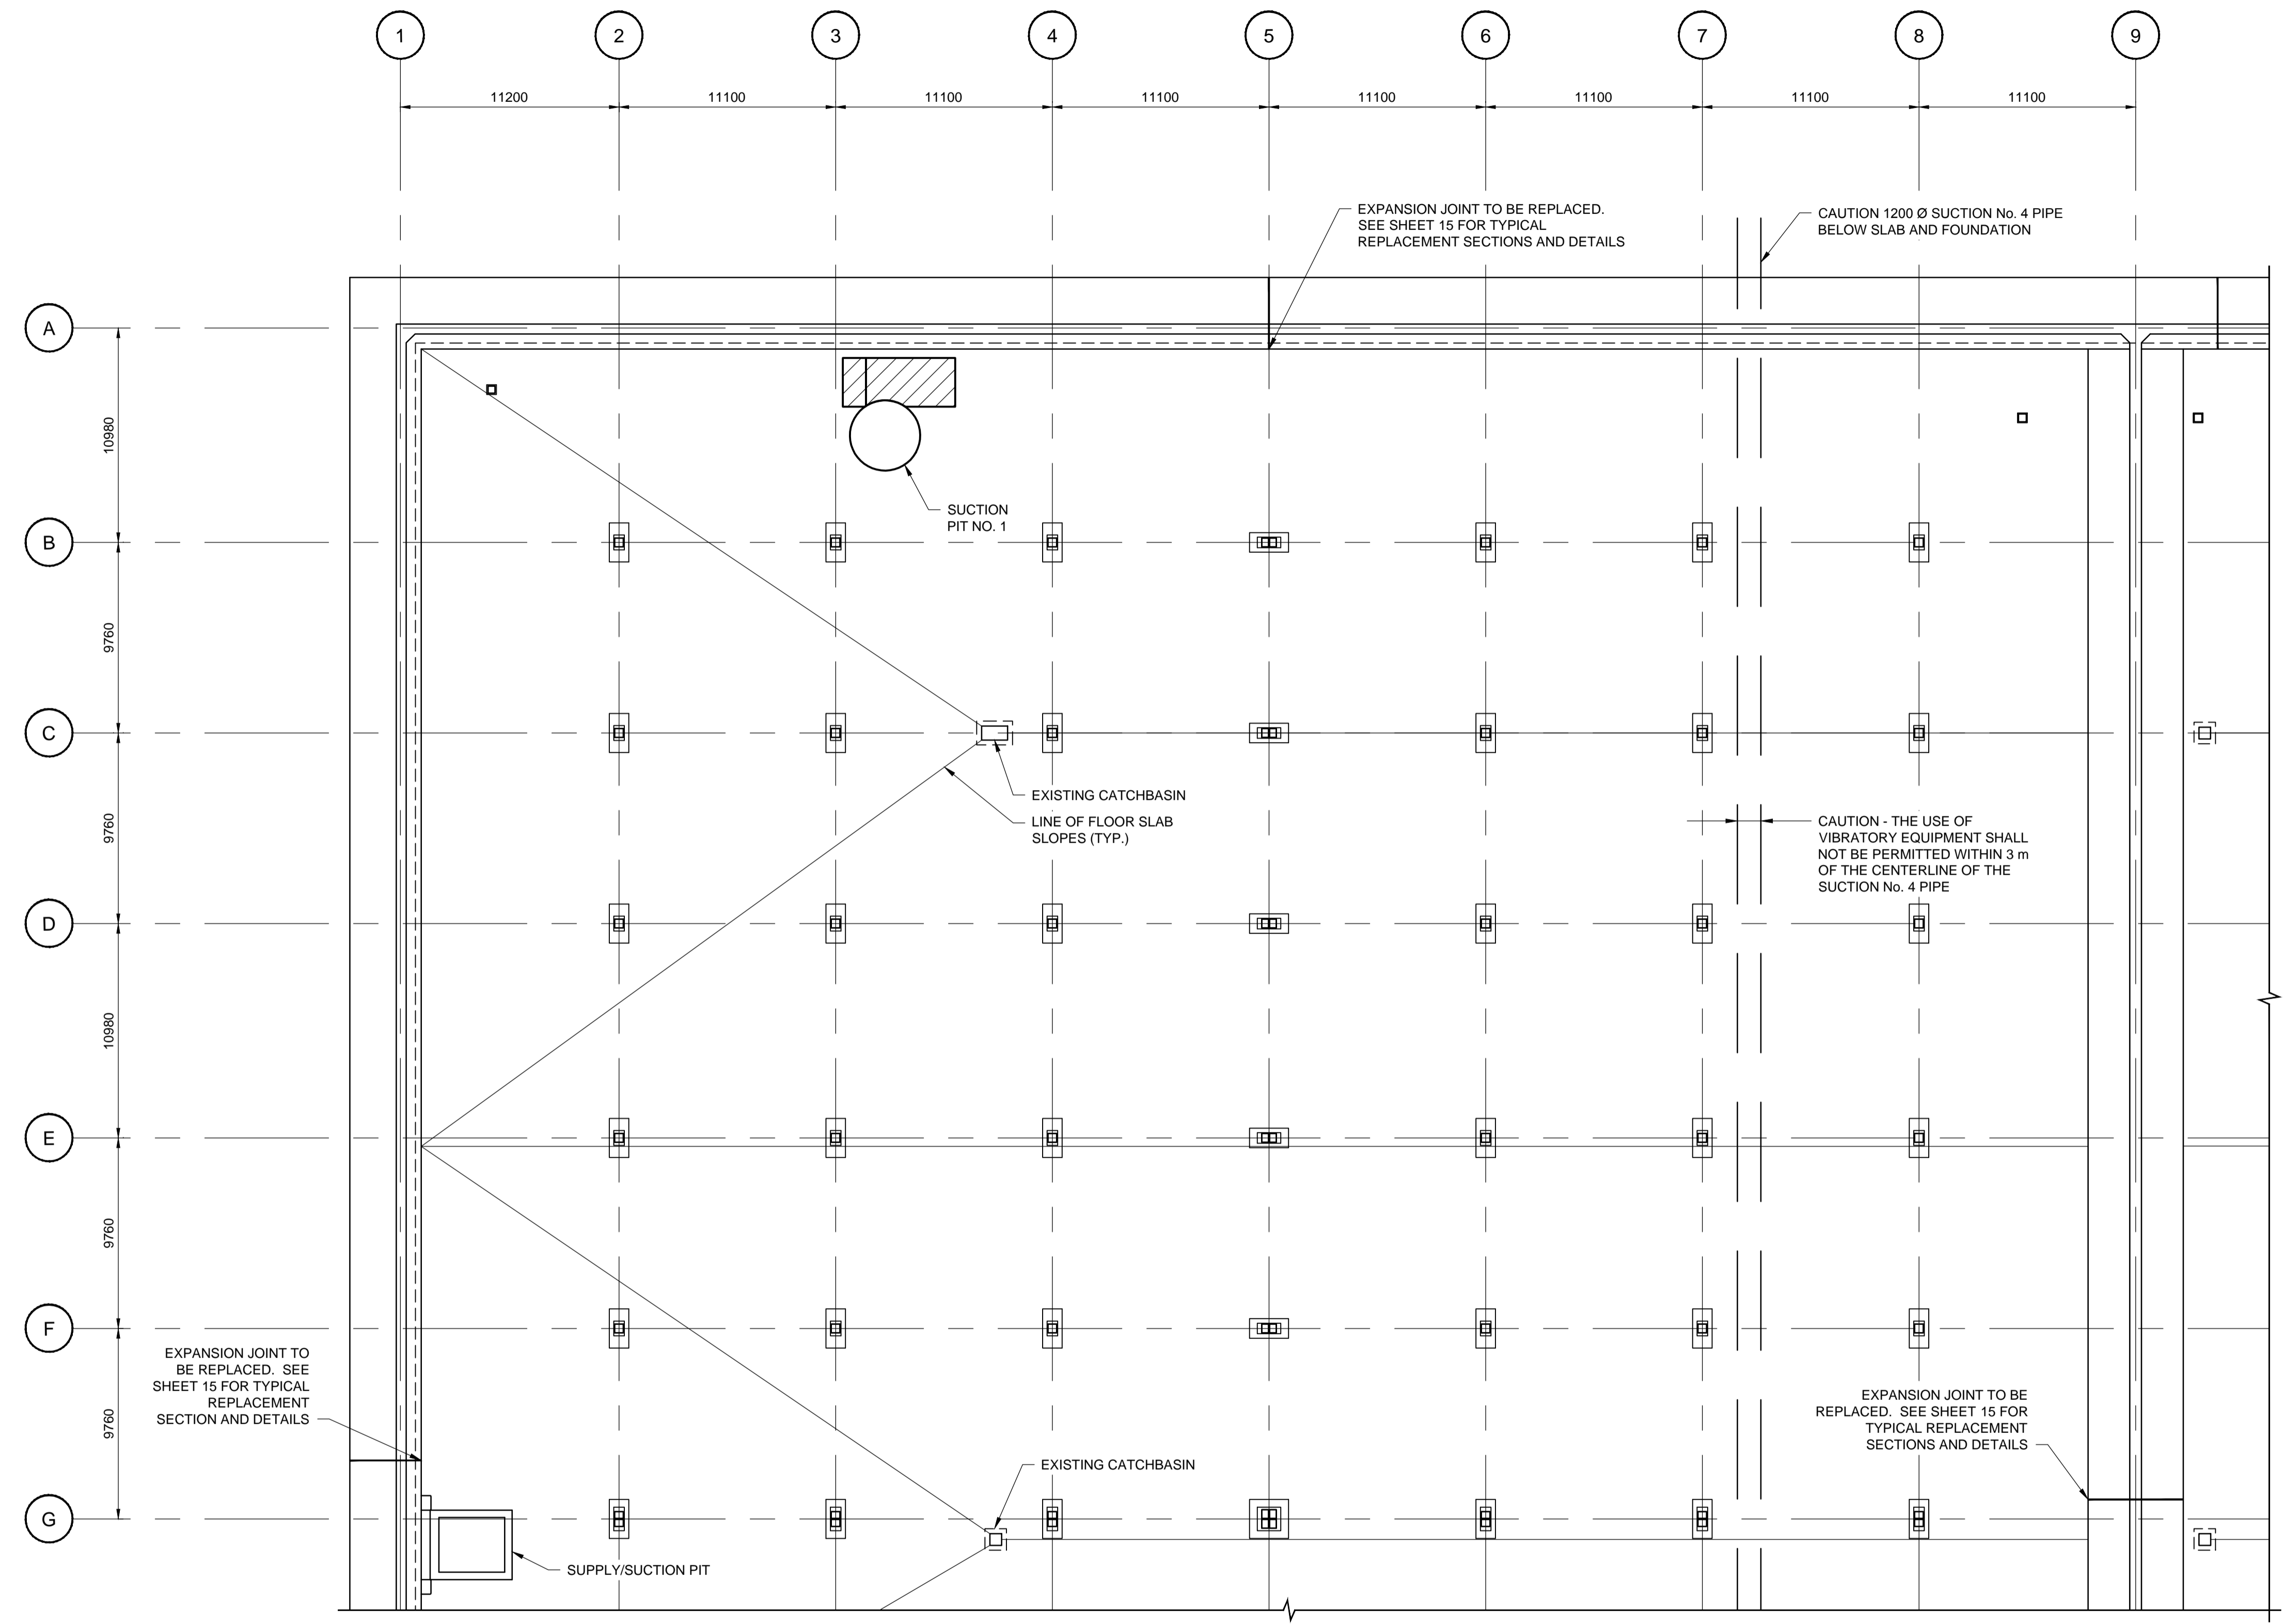 1
2
3
4
5
6
7
8
9
11200
11100
11100
11100
11100
11100
11100
11100
EXPANSION JOINT TO BE REPLACED.
SEE SHEET 15 FOR TYPICAL
REPLACEMENT SECTIONS AND DETAILS
CAUTION 1200 Ø SUCTION No. 4 PIPE
BELOW SLAB AND FOUNDATION
A
10980
SUCTION
PIT NO. 1
B
9760
C
EXISTING CATCHBASIN
LINE OF FLOOR SLAB
SLOPES (TYP.)
9760
CAUTION - THE USE OF
VIBRATORY EQUIPMENT SHALL
NOT BE PERMITTED WITHIN 3 m
OF THE CENTERLINE OF THE
SUCTION No. 4 PIPE
D
10980
E
9760
F
EXPANSION JOINT TO
BE REPLACED. SEE
SHEET 15 FOR TYPICAL
REPLACEMENT
SECTION AND DETAILS
9760
EXPANSION JOINT TO BE
REPLACED. SEE SHEET 15 FOR
TYPICAL REPLACEMENT
SECTIONS AND DETAILS
EXISTING CATCHBASIN
G
SUPPLY/SUCTION PIT